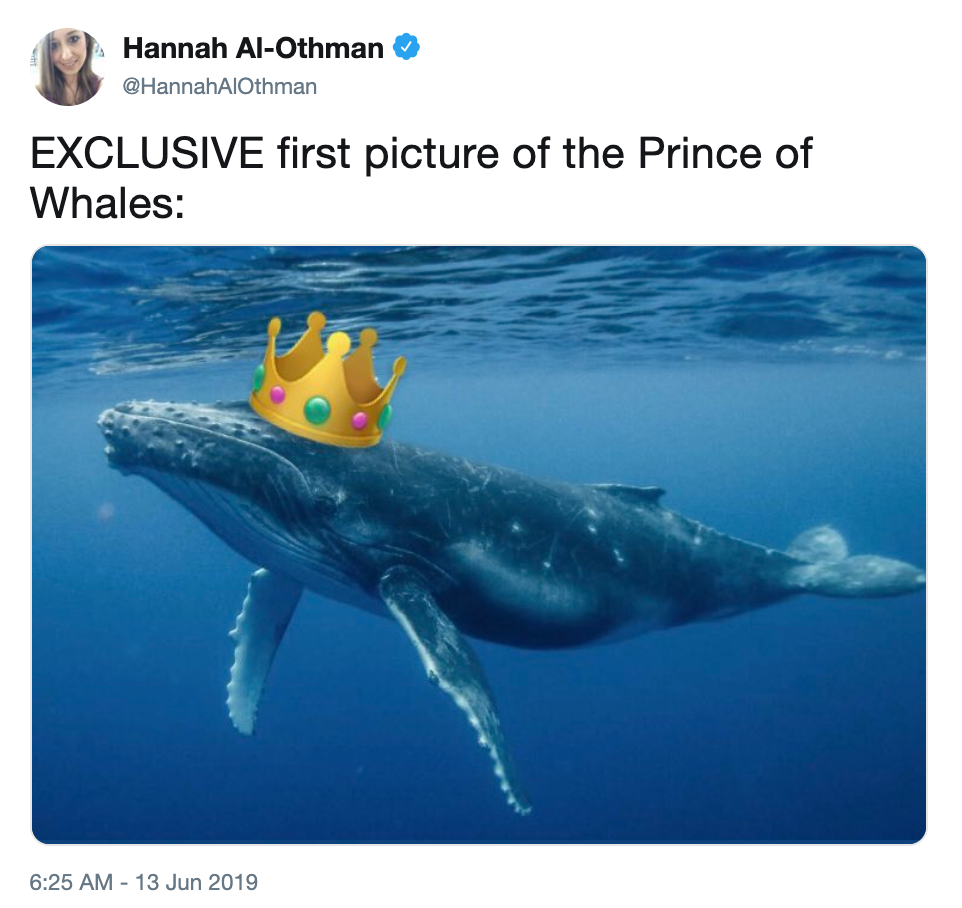 Hannah Al-Othman
@HannahAlOthman
EXCLUSIVE first picture of the Prince of
Whales:
6:25 AM - 13 Jun 2019